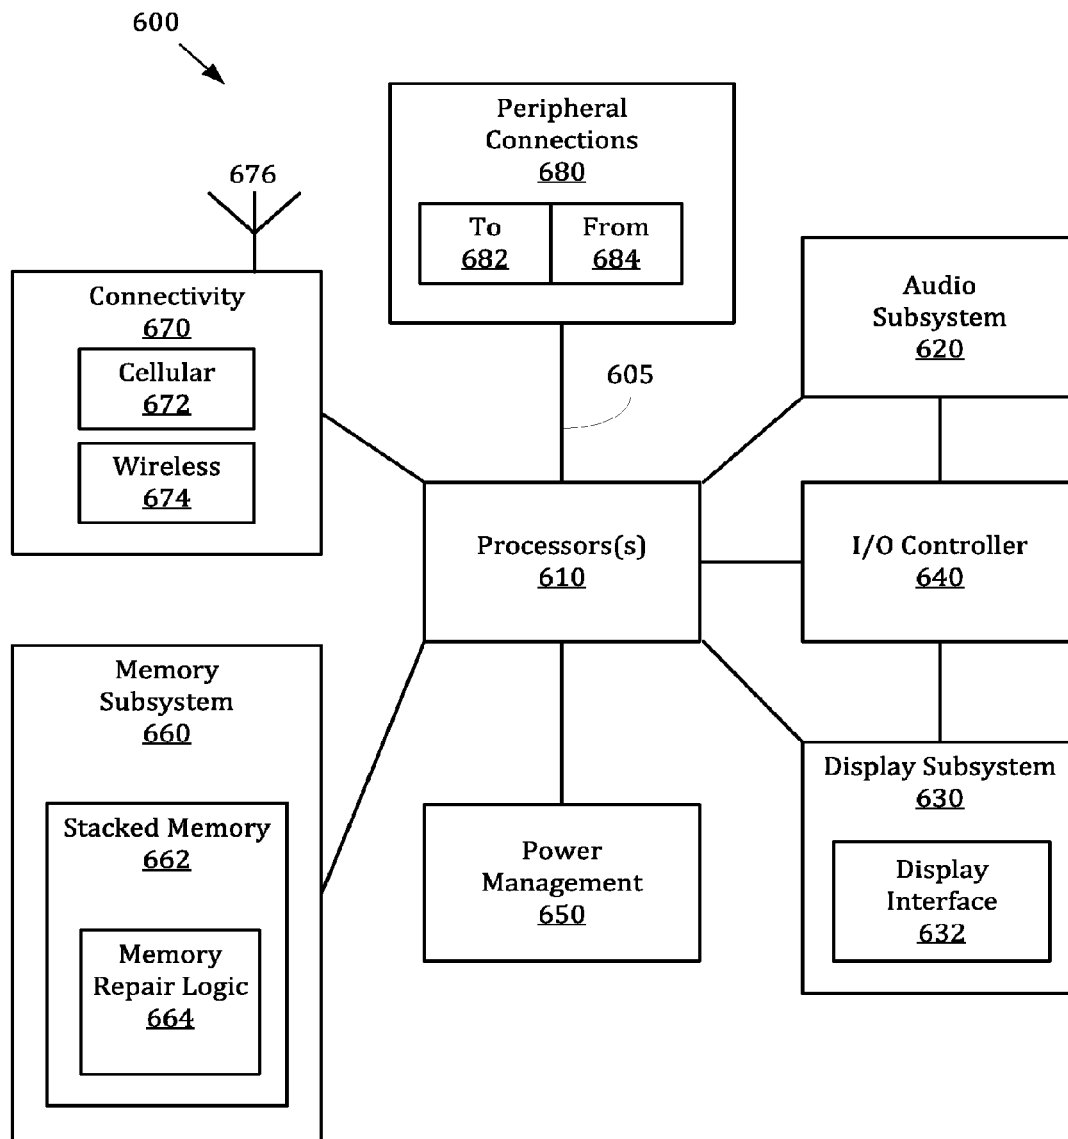 600
Peripheral
Connections
680
To
682
From
684
676
Connectivity
670
Cellular
672
Wireless
674
605
Audio
Subsystem
620
Processors(s)
610
I/O Controller
640
Memory
Subsystem
660
Stacked Memory
662
Memory
Repair Logic
664
Power
Management
650
Display Subsystem
630
Display
Interface
632